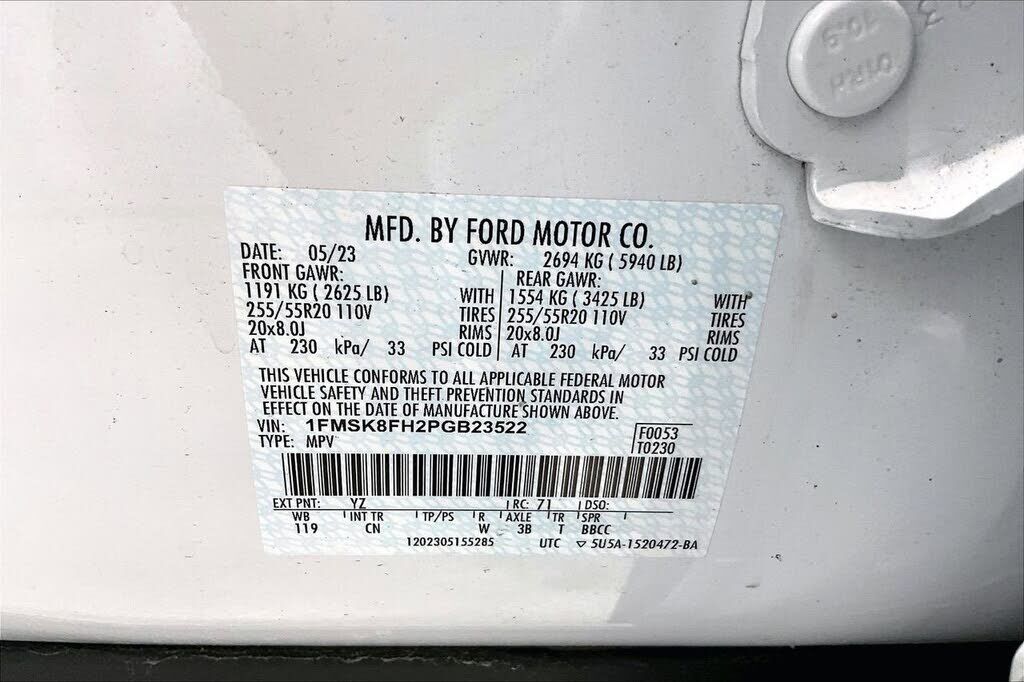 MFD. BY FORD MOTOR CO.
DATE: 05/23 GVWR: 2694 KG ( 5940 LB)
FRONT GAWR: REAR GAWR:
1191 KG ( 2625 LB) WITH 1554 KG ( 3425 LB) WITH
255/55R20 110V TIRES 255/55R20 110V TIRES
20x8.0J RIMS 20x8.0J RIMS
AT 230 kPa/ 33 PSI COLD AT 230 kPa/ 33 PSI COLD
THIS VEHICLE CONFORMS TO ALL APPLICABLE FEDERAL MOTOR
VEHICLE SAFETY AND THEFT PREVENTION STANDARDS IN
EFFECT ON THE DATE OF MANUFACTURE SHOWN ABOVE.
VIN: 1FMSK8FH2PGB23522 F0053
TYPE: MPV T0230
EXT PNT: YZ RC: 71 DSO:
WB INT TR TP/PS R AXLE TR SPR
119 CN W 3B T BBCC
1202305155285 UTC 5U5A-1520472-BA
10.9
01RH